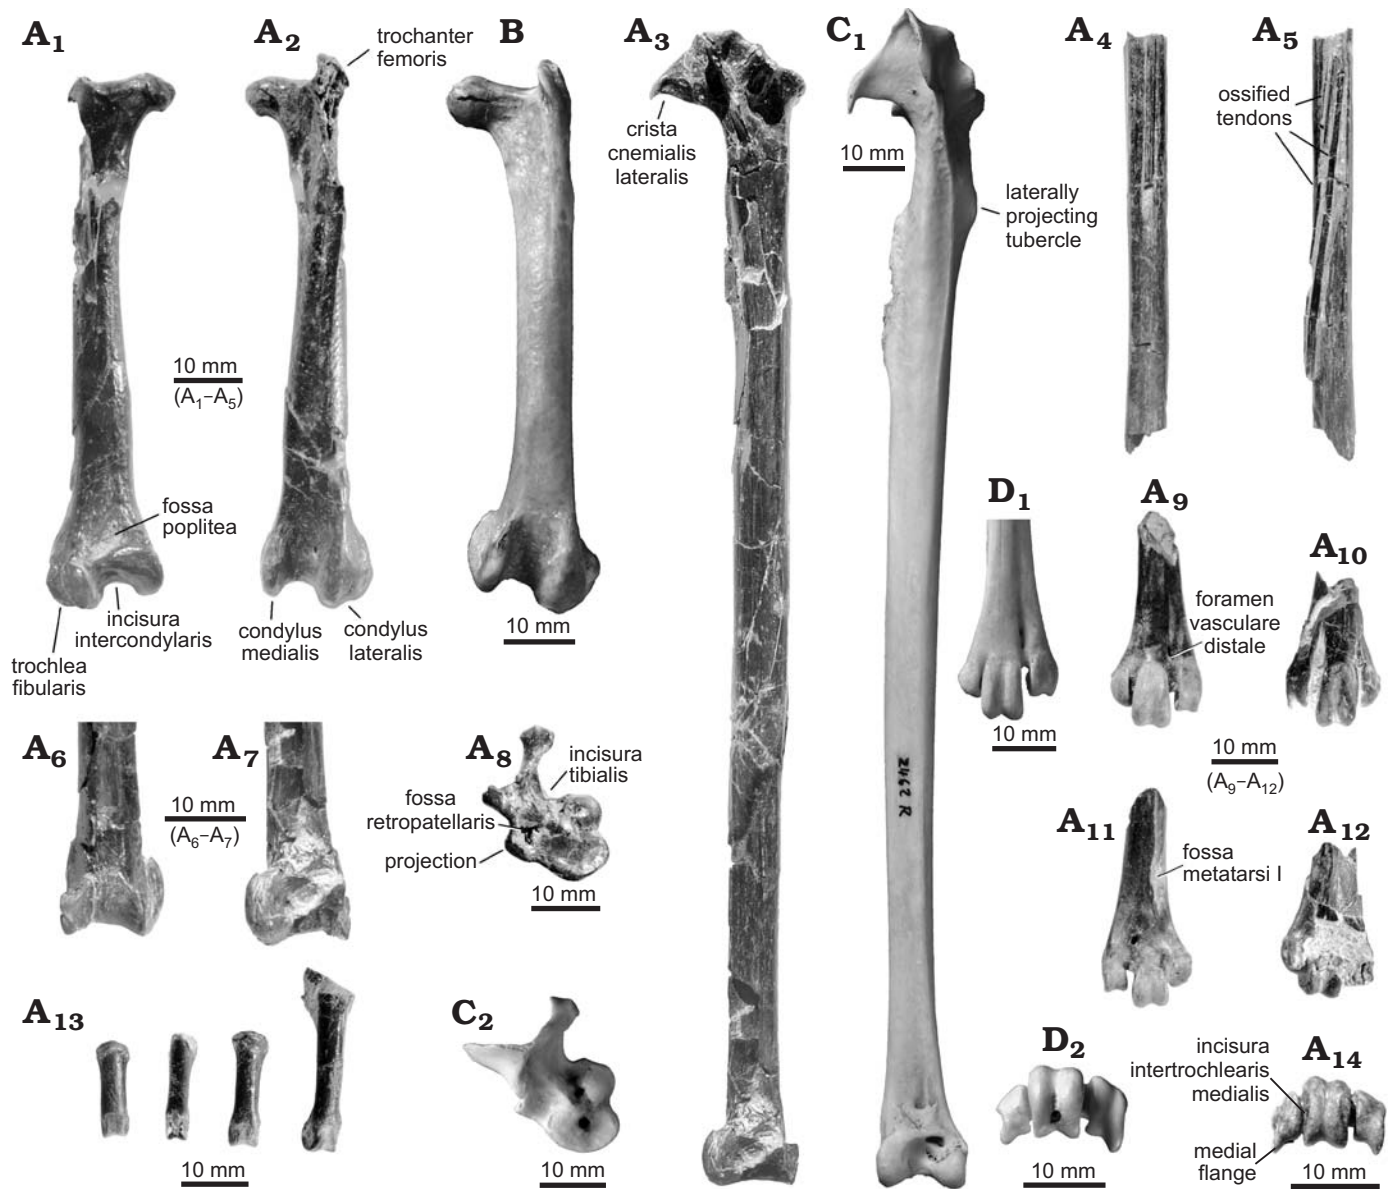 A1
A2
B
A3
C1
A4
A5
trochanter
femoris
ossified
tendons
crista
cnemialis
lateralis
10 mm
laterally
projecting
tubercle
10 mm
(A1–A5)
D1
A9
A10
fossa
poplitea
foramen
vasculare
distale
incisura
intercondylaris
condylus
medialis
condylus
lateralis
trochlea
fibularis
10 mm
10 mm
10 mm
(A9–A12)
A6
A7
A8
incisura
tibialis
fossa
retropatellaris
projection
10 mm
(A6–A7)
10 mm
2462 R
A11
A12
fossa
metatarsi I
A13
C2
D2
A14
incisura
intertrochlearis
medialis
medial
flange
10 mm
10 mm
10 mm
10 mm